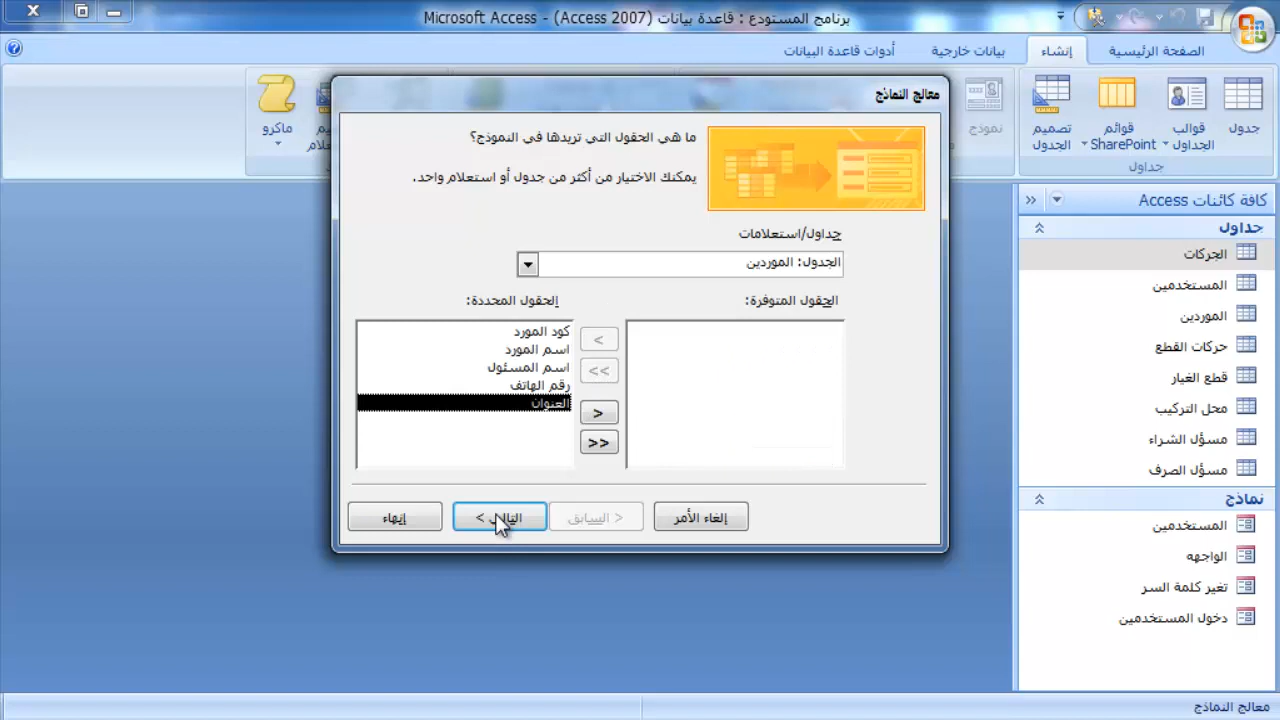 برنامج المستودع : قاعدة بيانات (Access 2007) - Microsoft Access
الصفحة الرئيسية
إنشاء
بيانات خارجية
أدوات قاعدة البيانات
جدول
قوالب الجداول
قوائم SharePoint
تصميم الجدول
جداول
نموذج
ماكرو
كافة كائنات Access
جداول
الجركات
المستخدمين
الموردين
حركات القطع
قطع الغيار
محل التركيب
مسؤل الشراء
مسؤل الصرف
نماذج
المستخدمين
الواجهه
تغير كلمة السر
دخول المستخدمين
معالج النماذج
ما هي الحقول التي تريدها في النموذج؟
يمكنك الاختيار من أكثر من جدول أو استعلام واحد.
جداول/استعلامات
الجدول: الموردين
الحقول المتوفرة:
الحقول المحددة:
كود المورد
اسم المورد
اسم المسئول
رقم الهاتف
العنوان
<
<<
>
>>
إلغاء الأمر
< السابق
التالي >
إنهاء
معالج النماذج